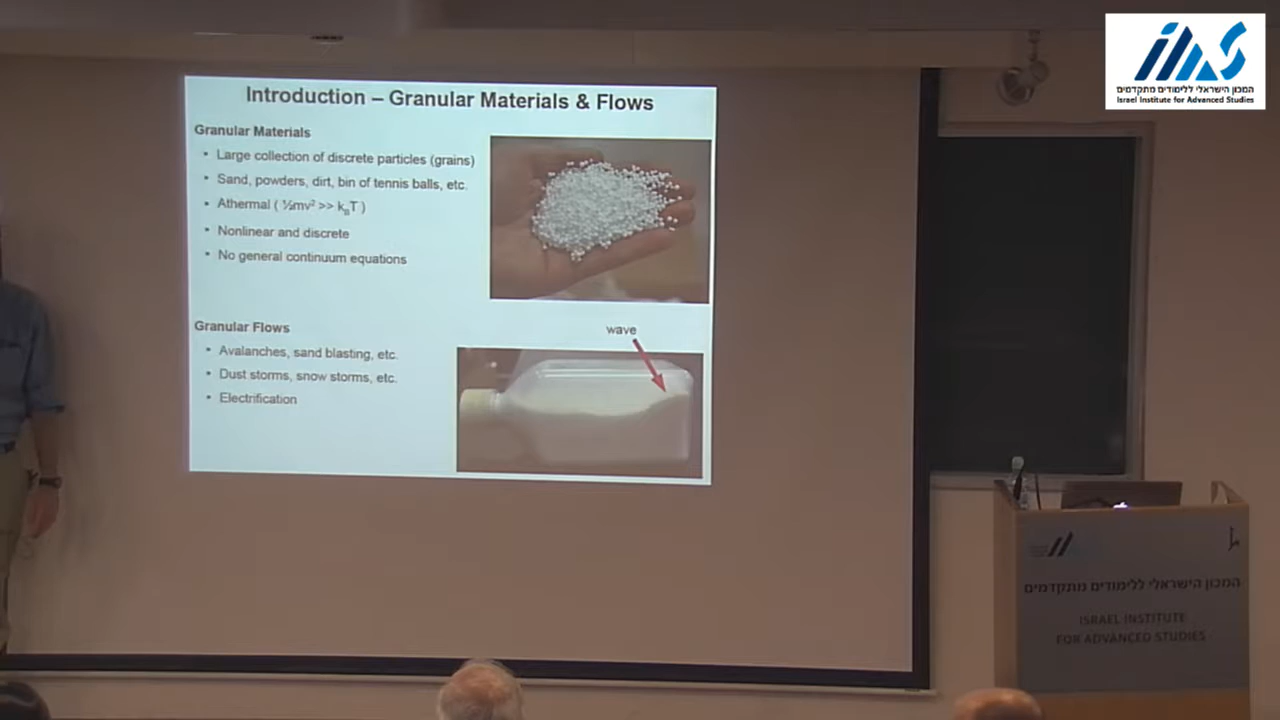 Introduction – Granular Materials & Flows
Granular Materials
• Large collection of discrete particles (grains)
• Sand, powders, dirt, bin of tennis balls, etc.
• Athermal ( ½mv² >> k_BT )
• Nonlinear and discrete
• No general continuum equations
Granular Flows
• Avalanches, sand blasting, etc.
• Dust storms, snow storms, etc.
• Electrification
wave
המכון הישראלי ללימודים מתקדמים
Israel Institute for Advanced Studies
המכון הישראלי ללימודים מתקדמים
ISRAEL INSTITUTE
FOR ADVANCED STUDIES